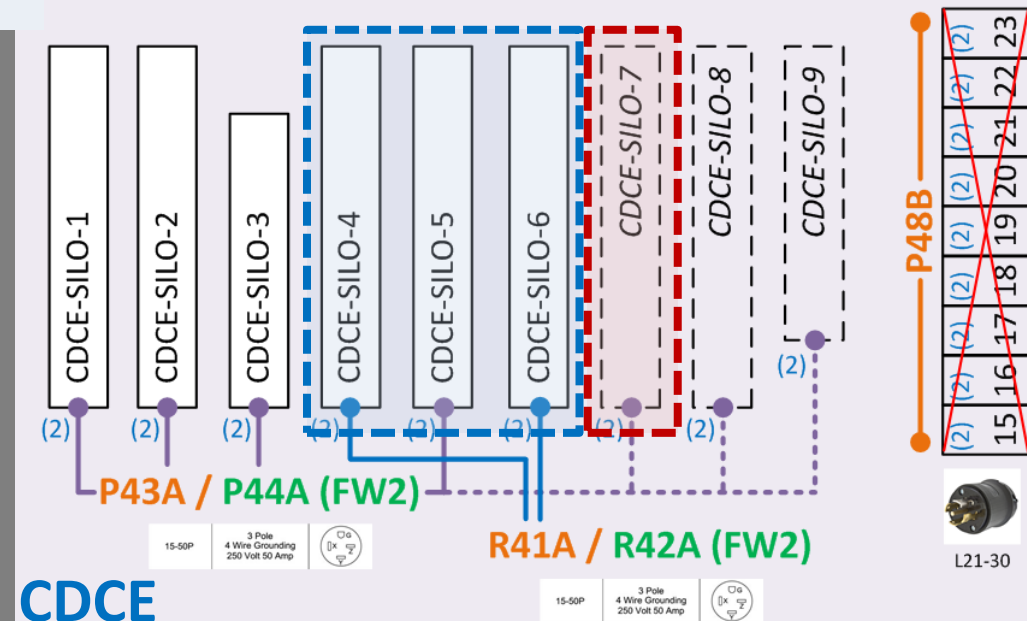 CDCE-SILO-1
CDCE-SILO-2
CDCE-SILO-3
CDCE-SILO-4
CDCE-SILO-5
CDCE-SILO-6
CDCE-SILO-7
CDCE-SILO-8
CDCE-SILO-9
(2)
(2)
(2)
(2)
(2)
(2)
(2)
(2)
(2)
P48B
(2) 23
(2) 22
(2) 21
(2) 20
(2) 19
(2) 18
(2) 17
(2) 16
(2) 15
L21-30
P43A / P44A (FW2)
15-50P
3 Pole
4 Wire Grounding
250 Volt 50 Amp
G
X Z
Y
R41A / R42A (FW2)
15-50P
3 Pole
4 Wire Grounding
250 Volt 50 Amp
G
X Z
Y
CDCE